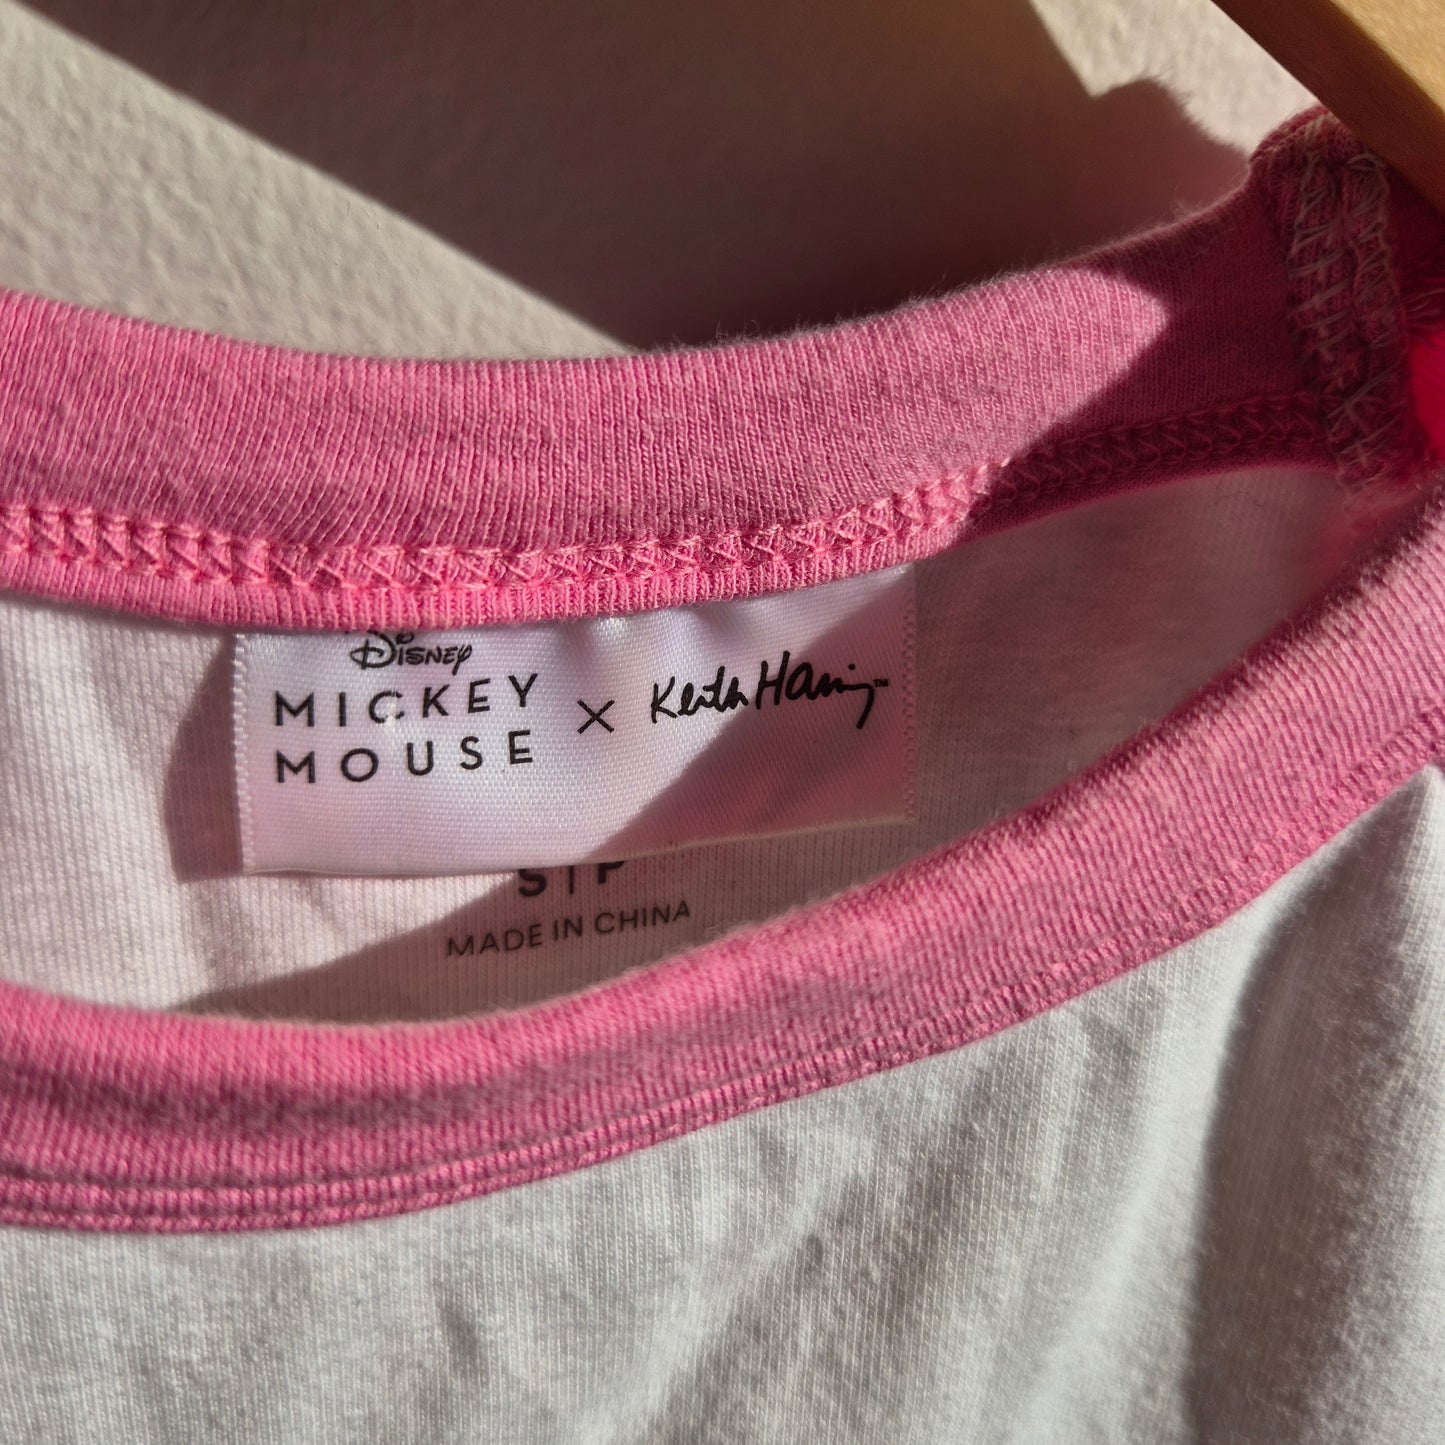 Disney
MICKEY
MOUSE
× Keith Haring™
S|P
MADE IN CHINA